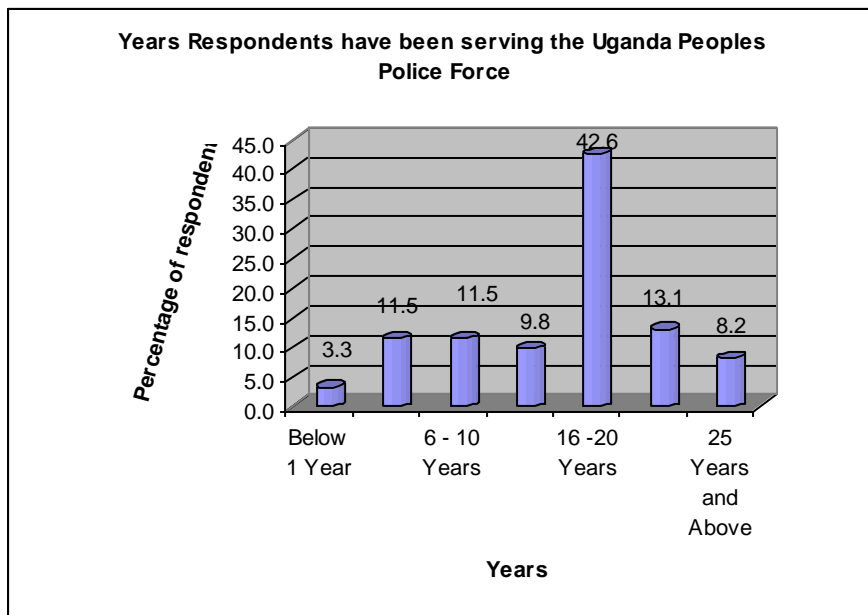 Years Respondents have been serving the Uganda Peoples
Police Force
Percentage of respondent
45.0
40.0
35.0
30.0
25.0
20.0
15.0
10.0
5.0
0.0
3.3
11.5
11.5
9.8
42.6
13.1
8.2
Below
1 Year
6 - 10
Years
16 -20
Years
25
Years
and
Above
Years